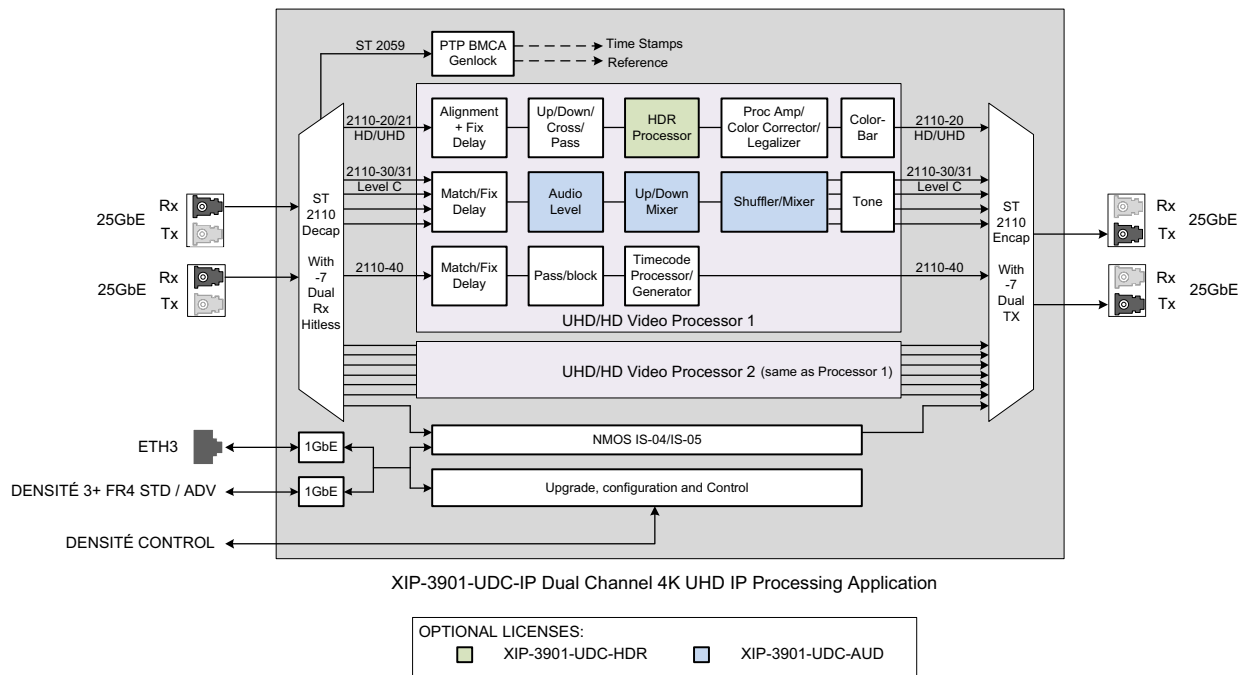 ST 2059
PTP BMCA
Genlock
Time Stamps
Reference
2110-20/21
HD/UHD
Alignment
+ Fix
Delay
Up/Down/
Cross/
Pass
HDR
Processor
Proc Amp/
Color Corrector/
Legalizer
Color-
Bar
2110-20
HD/UHD
2110-30/31
Level C
Match/Fix
Delay
Audio
Level
Up/Down
Mixer
Shuffler/Mixer
Tone
2110-30/31
Level C
Rx
Tx
25GbE
Rx
Tx
25GbE
ST
2110
Decap
With
-7
Dual
Rx
Hitless
2110-40
Match/Fix
Delay
Pass/block
Timecode
Processor/
Generator
2110-40
UHD/HD Video Processor 1
ST
2110
Encap
With
-7
Dual
TX
Rx
Tx
25GbE
Rx
Tx
25GbE
UHD/HD Video Processor 2 (same as Processor 1)
ETH3
1GbE
NMOS IS-04/IS-05
DENSITÉ 3+ FR4 STD / ADV
1GbE
Upgrade, configuration and Control
DENSITÉ CONTROL
XIP-3901-UDC-IP Dual Channel 4K UHD IP Processing Application
OPTIONAL LICENSES:
XIP-3901-UDC-HDR
XIP-3901-UDC-AUD